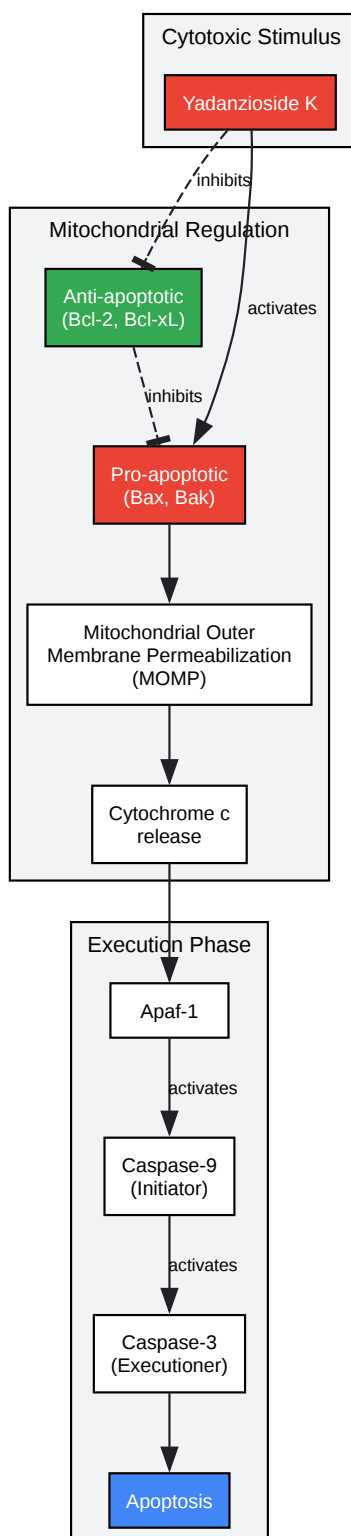 Cytotoxic Stimulus
Yadanzioside K
inhibits
Mitochondrial Regulation
Anti-apoptotic
(Bcl-2, Bcl-xL)
activates
inhibits
Pro-apoptotic
(Bax, Bak)
Mitochondrial Outer
Membrane Permeabilization
(MOMP)
Cytochrome c
release
Execution Phase
Apaf-1
activates
Caspase-9
(Initiator)
activates
Caspase-3
(Executioner)
Apoptosis